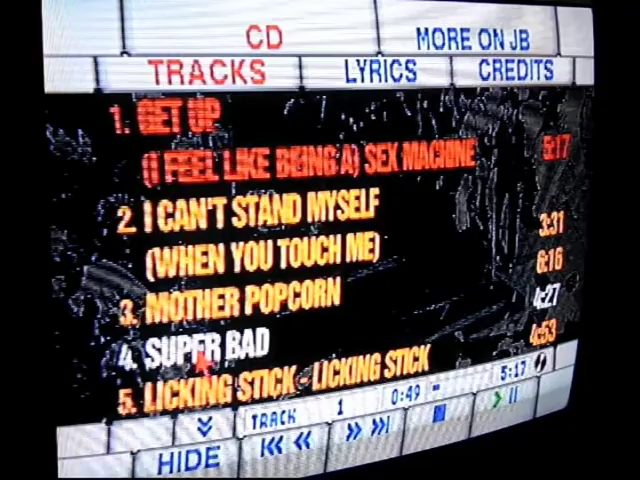 CD
MORE ON JB
TRACKS
LYRICS
CREDITS
1. GET UP
(I FEEL LIKE BEING A) SEX MACHINE 5:17
2. I CAN'T STAND MYSELF
(WHEN YOU TOUCH ME) 3:31
3. MOTHER POPCORN 6:16
4. SUPER BAD 4:27
5. LICKING STICK - LICKING STICK 4:53
TRACK 1 0:49 5:17
HIDE